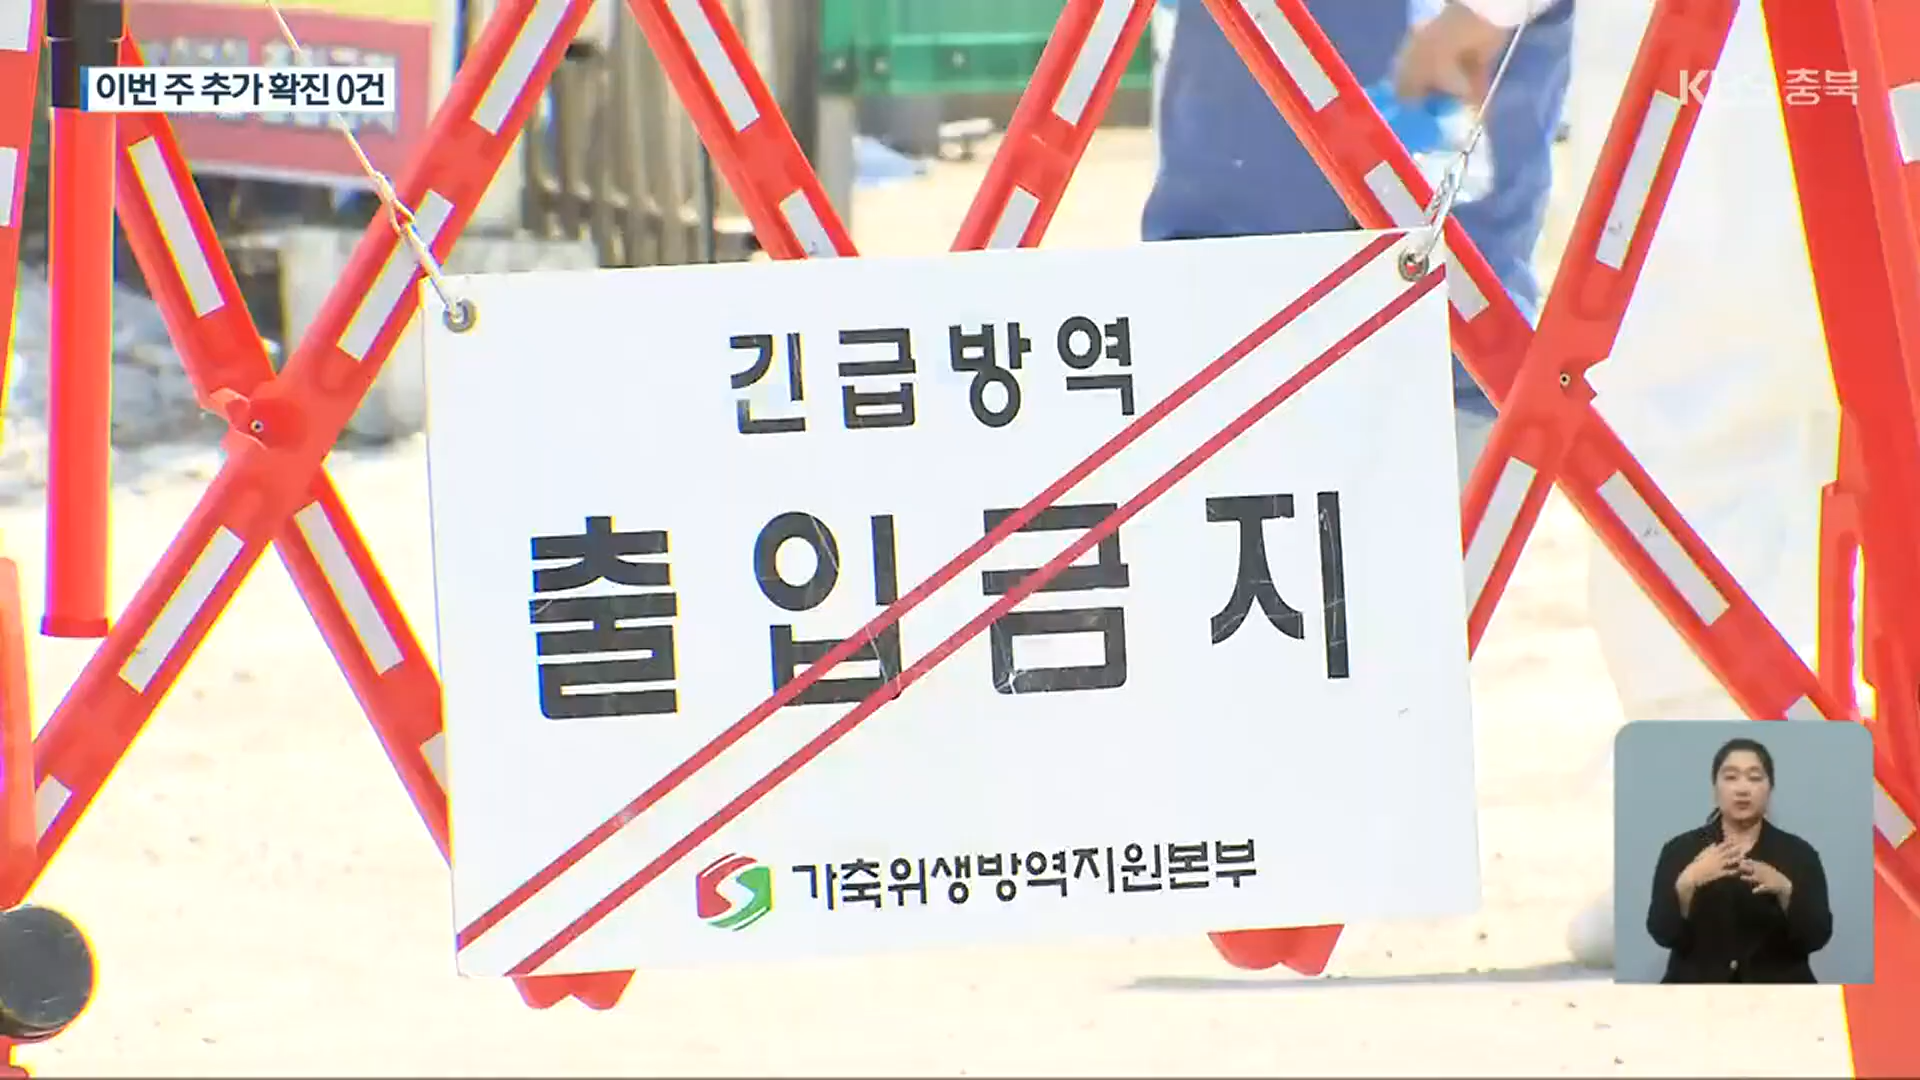 이번 주 추가 확진 0건
KBS 충북
긴급방역
출입금지
가축위생방역지원본부